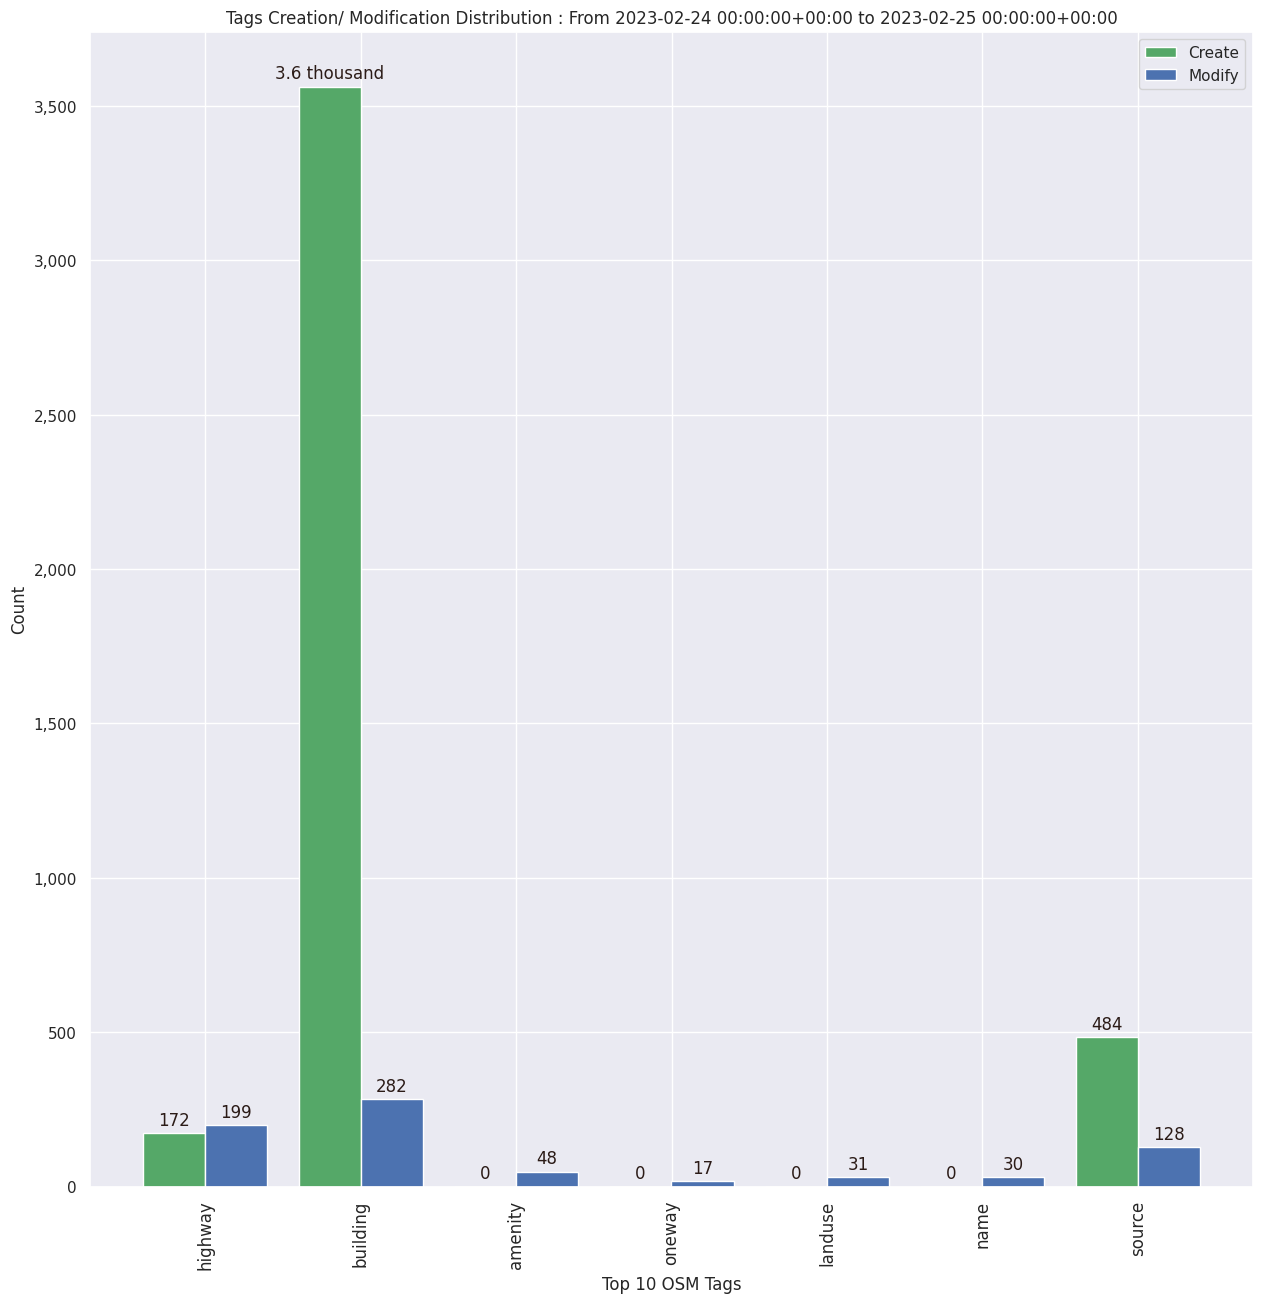 Tags Creation/ Modification Distribution : From 2023-02-24 00:00:00+00:00 to 2023-02-25 00:00:00+00:00
Create
Modify
3.6 thousand
3,500
3,000
2,500
2,000
1,500
1,000
500
0
Count
172
199
282
0
48
0
17
0
31
0
30
484
128
highway
building
amenity
oneway
landuse
name
source
Top 10 OSM Tags